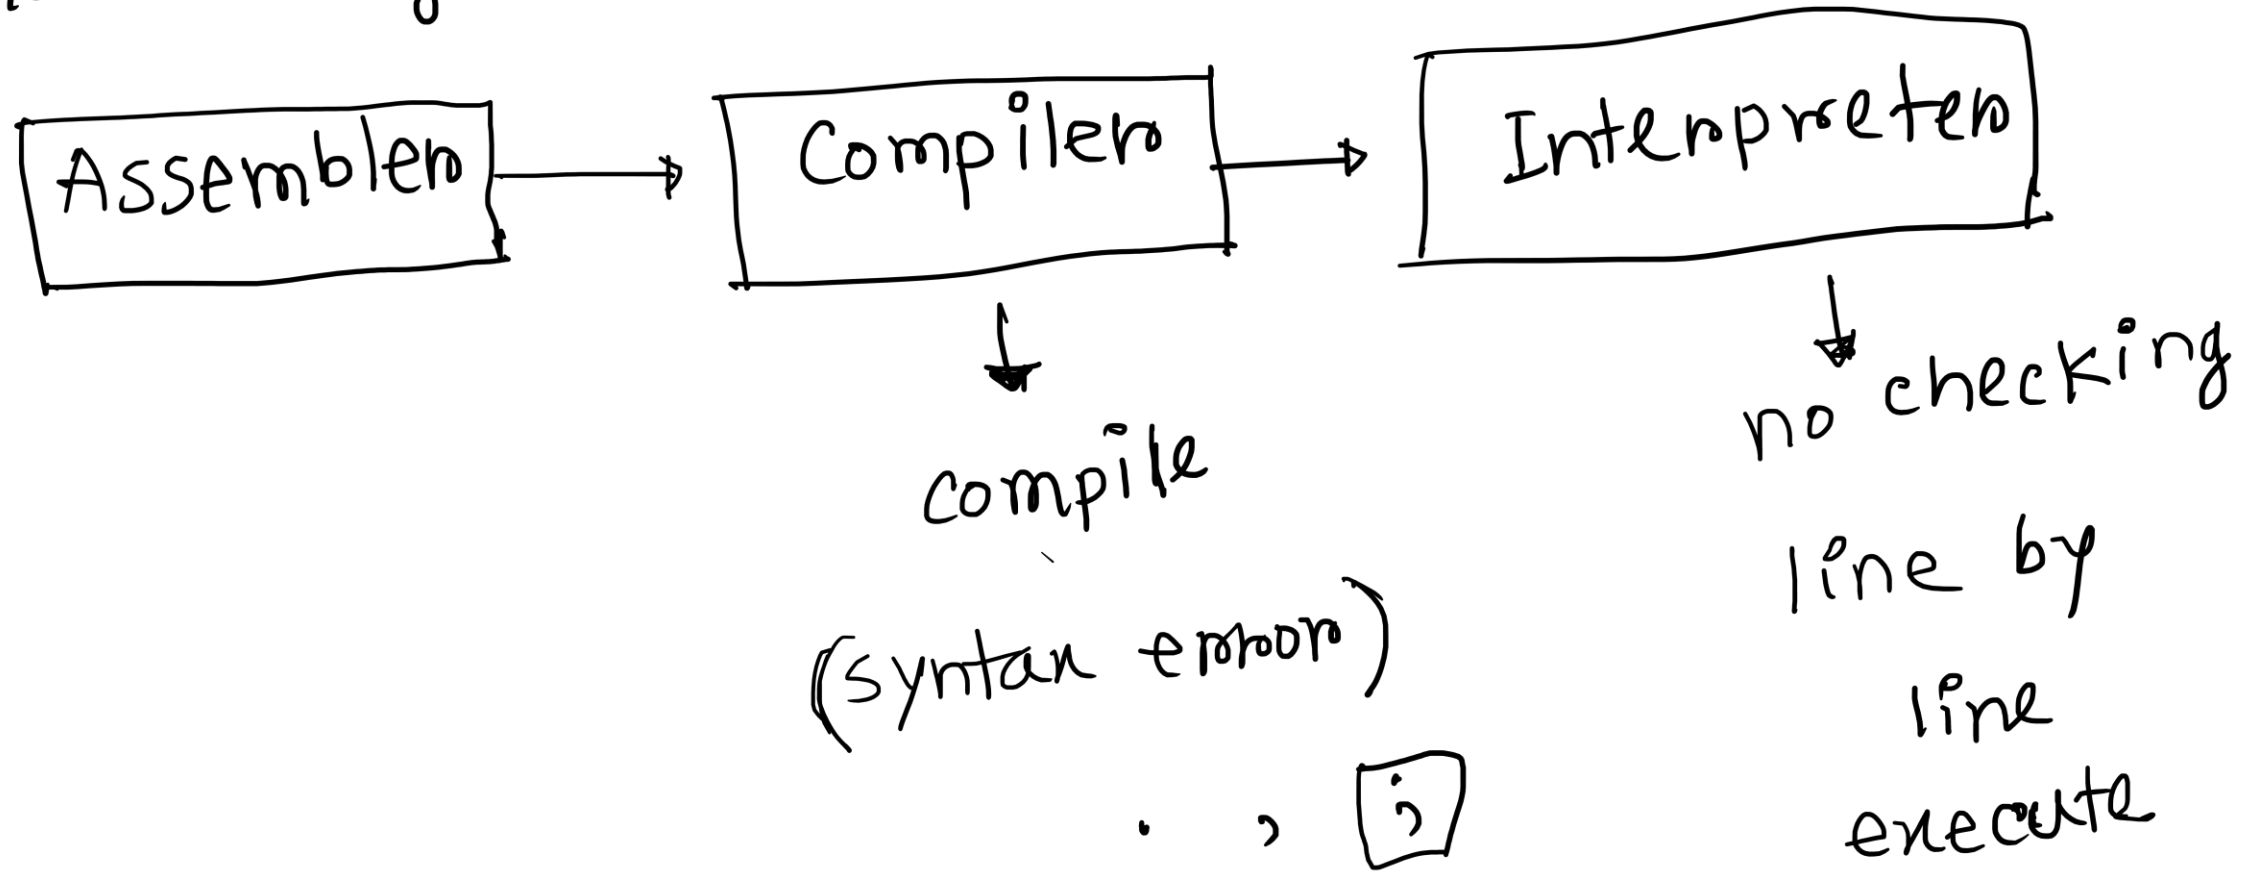 Assembler
Compiler
Interpreter
compile
(syntax error)
. , ;
no checking
line by
line
execute